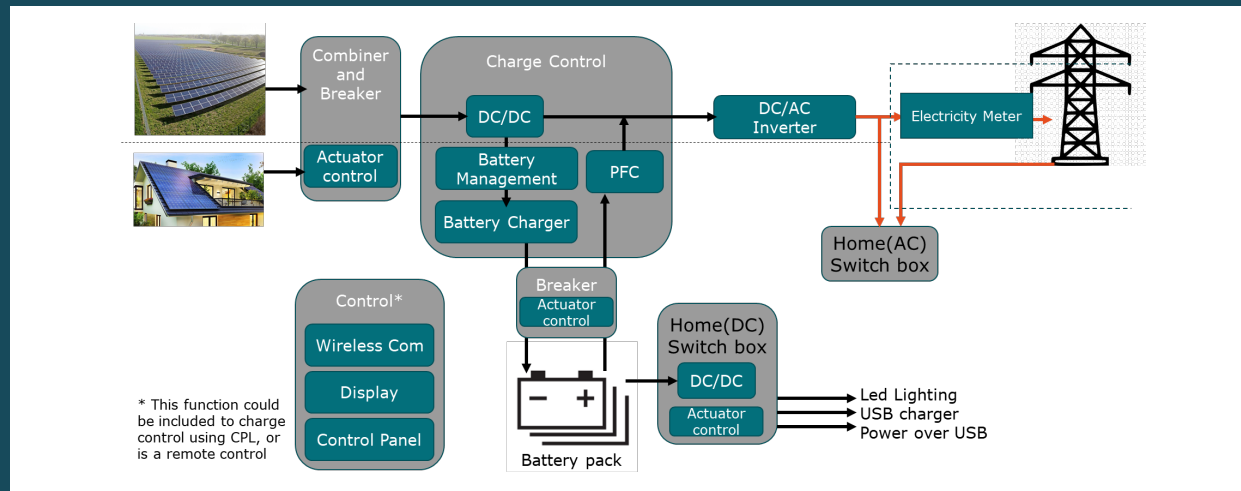 Combiner
and
Breaker
Actuator
control
Charge Control
DC/DC
Battery
Management
Battery Charger
PFC
DC/AC
Inverter
Electricity Meter
Home(AC)
Switch box
Breaker
Actuator
control
Control*
Wireless Com
Display
Control Panel
* This function could
be included to charge
control using CPL, or
is a remote control
Battery pack
Home(DC)
Switch box
DC/DC
Actuator
control
Led Lighting
USB charger
Power over USB